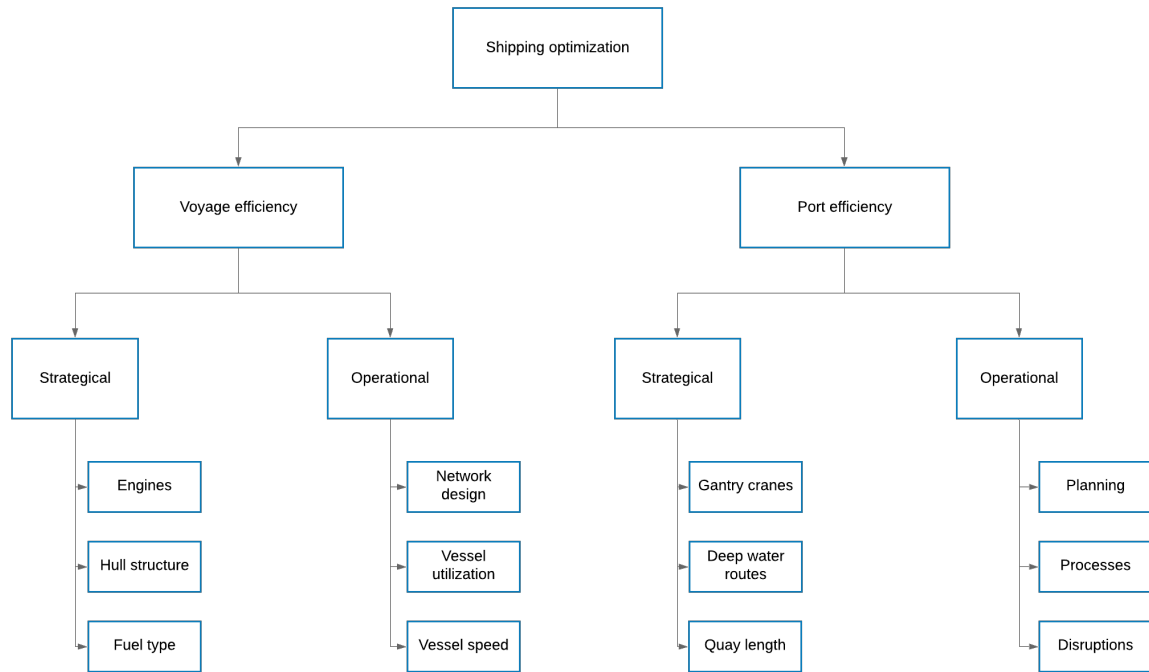 Shipping optimization
Voyage efficiency
Port efficiency
Strategical
Operational
Strategical
Operational
Engines
Network
design
Gantry cranes
Planning
Hull structure
Vessel
utilization
Deep water
routes
Processes
Fuel type
Vessel speed
Quay length
Disruptions